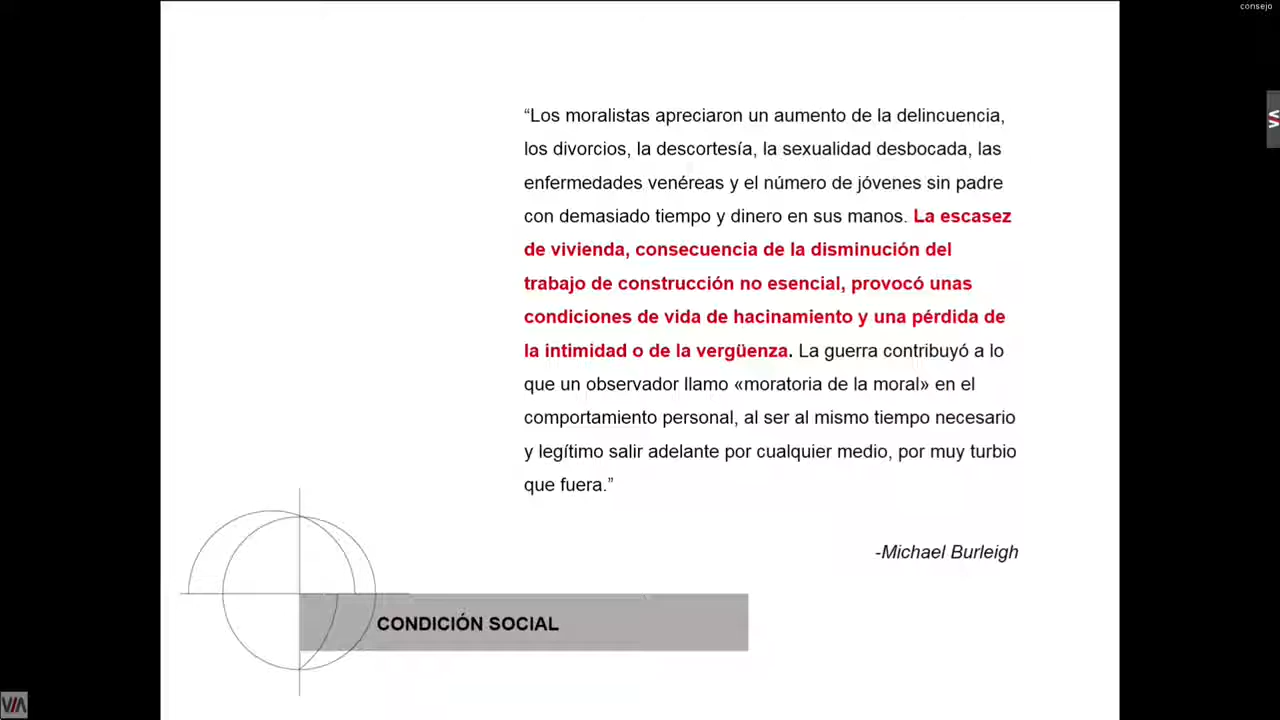 consejo
“Los moralistas apreciaron un aumento de la delincuencia,
los divorcios, la descortesía, la sexualidad desbocada, las
enfermedades venéreas y el número de jóvenes sin padre
con demasiado tiempo y dinero en sus manos. La escasez
de vivienda, consecuencia de la disminución del
trabajo de construcción no esencial, provocó unas
condiciones de vida de hacinamiento y una pérdida de
la intimidad o de la vergüenza. La guerra contribuyó a lo
que un observador llamo «moratoria de la moral» en el
comportamiento personal, al ser al mismo tiempo necesario
y legítimo salir adelante por cualquier medio, por muy turbio
que fuera.”
-Michael Burleigh
CONDICIÓN SOCIAL
VIA